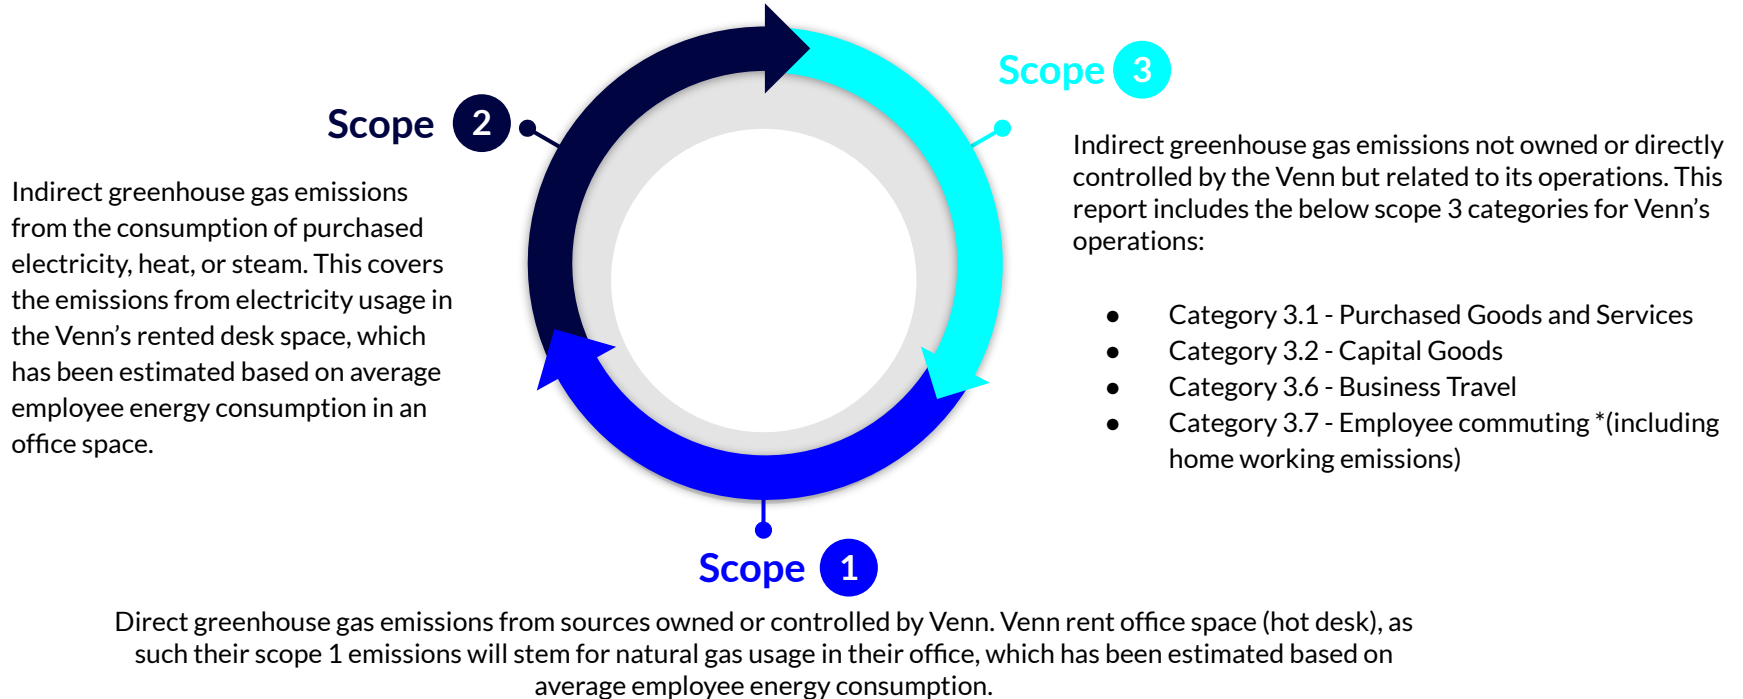 Scope 2
Indirect greenhouse gas emissions
from the consumption of purchased
electricity, heat, or steam. This covers
the emissions from electricity usage in
the Venn's rented desk space, which
has been estimated based on average
employee energy consumption in an
office space.
Scope 3
Indirect greenhouse gas emissions not owned or directly
controlled by the Venn but related to its operations. This
report includes the below scope 3 categories for Venn's
operations:
● Category 3.1 - Purchased Goods and Services
● Category 3.2 - Capital Goods
● Category 3.6 - Business Travel
● Category 3.7 - Employee commuting *(including
home working emissions)
Scope 1
Direct greenhouse gas emissions from sources owned or controlled by Venn. Venn rent office space (hot desk), as
such their scope 1 emissions will stem for natural gas usage in their office, which has been estimated based on
average employee energy consumption.